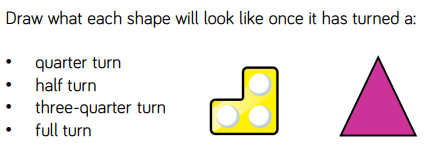 Draw what each shape will look like once it has turned a:
• quarter turn
• half turn
• three-quarter turn
• full turn